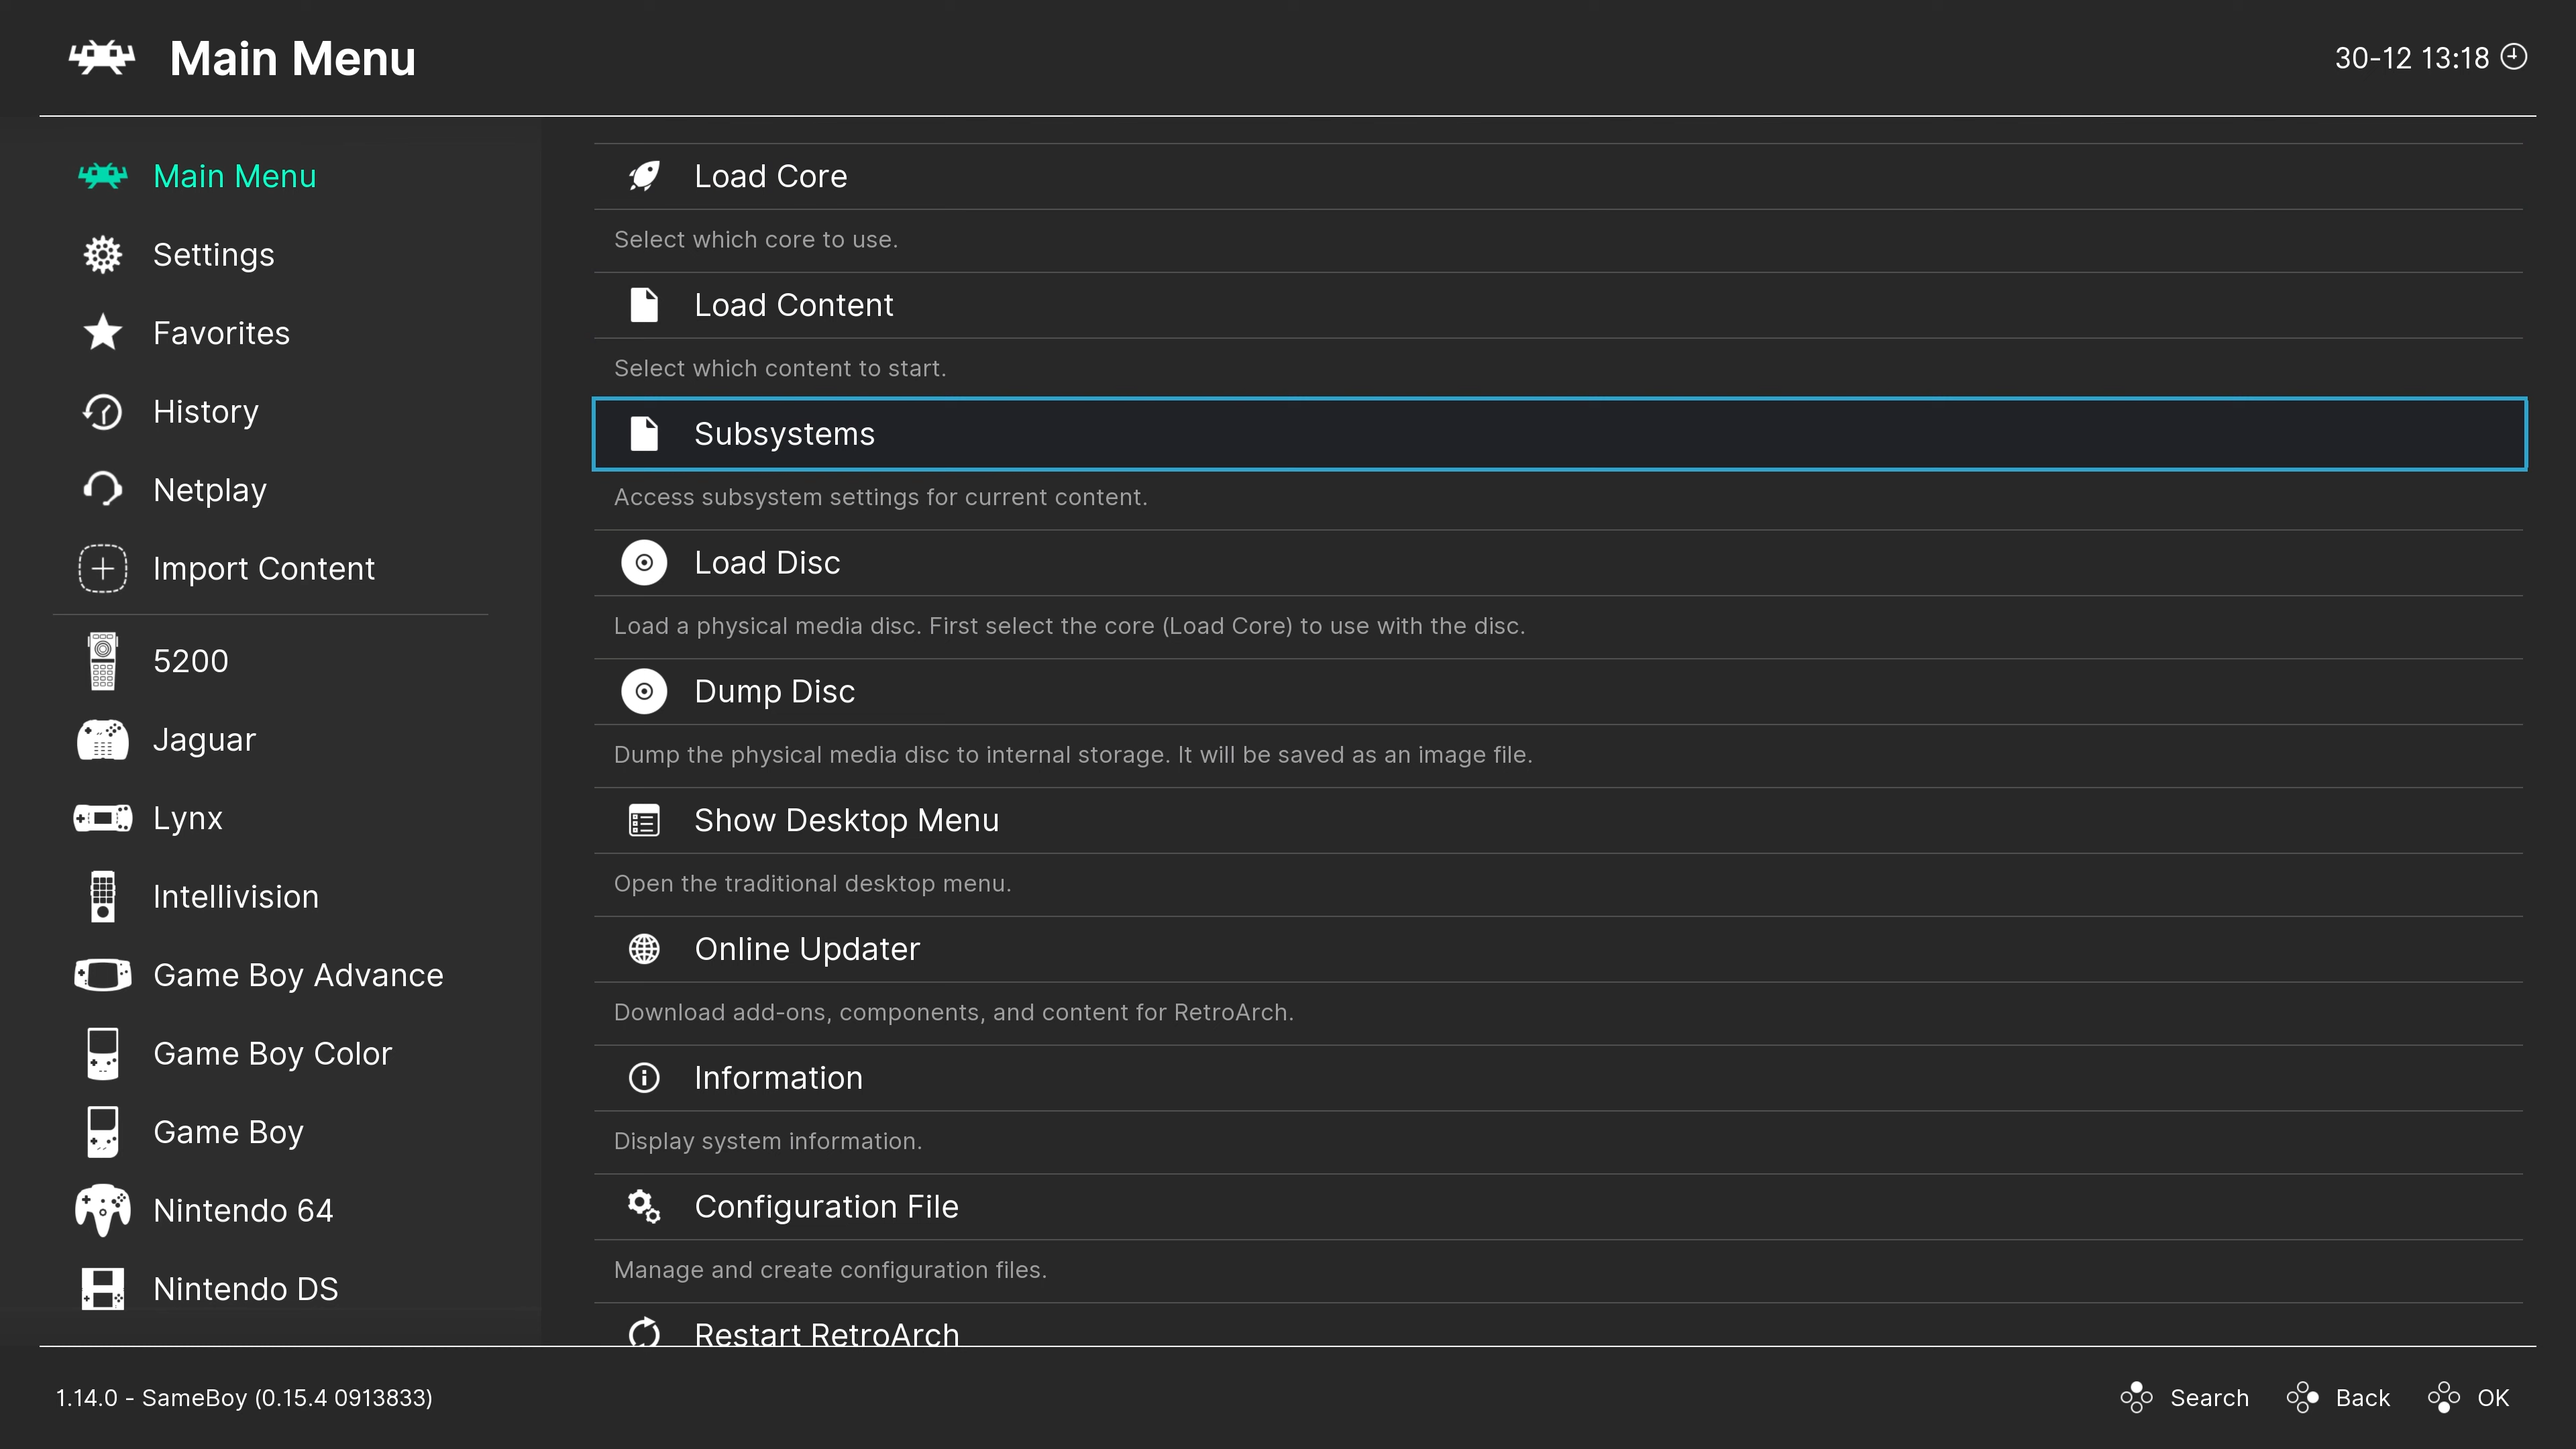 Main Menu
30-12 13:18
Main Menu
Settings
Favorites
History
Netplay
Import Content
5200
Jaguar
Lynx
Intellivision
Game Boy Advance
Game Boy Color
Game Boy
Nintendo 64
Nintendo DS
Load Core
Select which core to use.
Load Content
Select which content to start.
Subsystems
Access subsystem settings for current content.
Load Disc
Load a physical media disc. First select the core (Load Core) to use with the disc.
Dump Disc
Dump the physical media disc to internal storage. It will be saved as an image file.
Show Desktop Menu
Open the traditional desktop menu.
Online Updater
Download add-ons, components, and content for RetroArch.
Information
Display system information.
Configuration File
Manage and create configuration files.
Restart RetroArch
1.14.0 - SameBoy (0.15.4 0913833)
Search
Back
OK